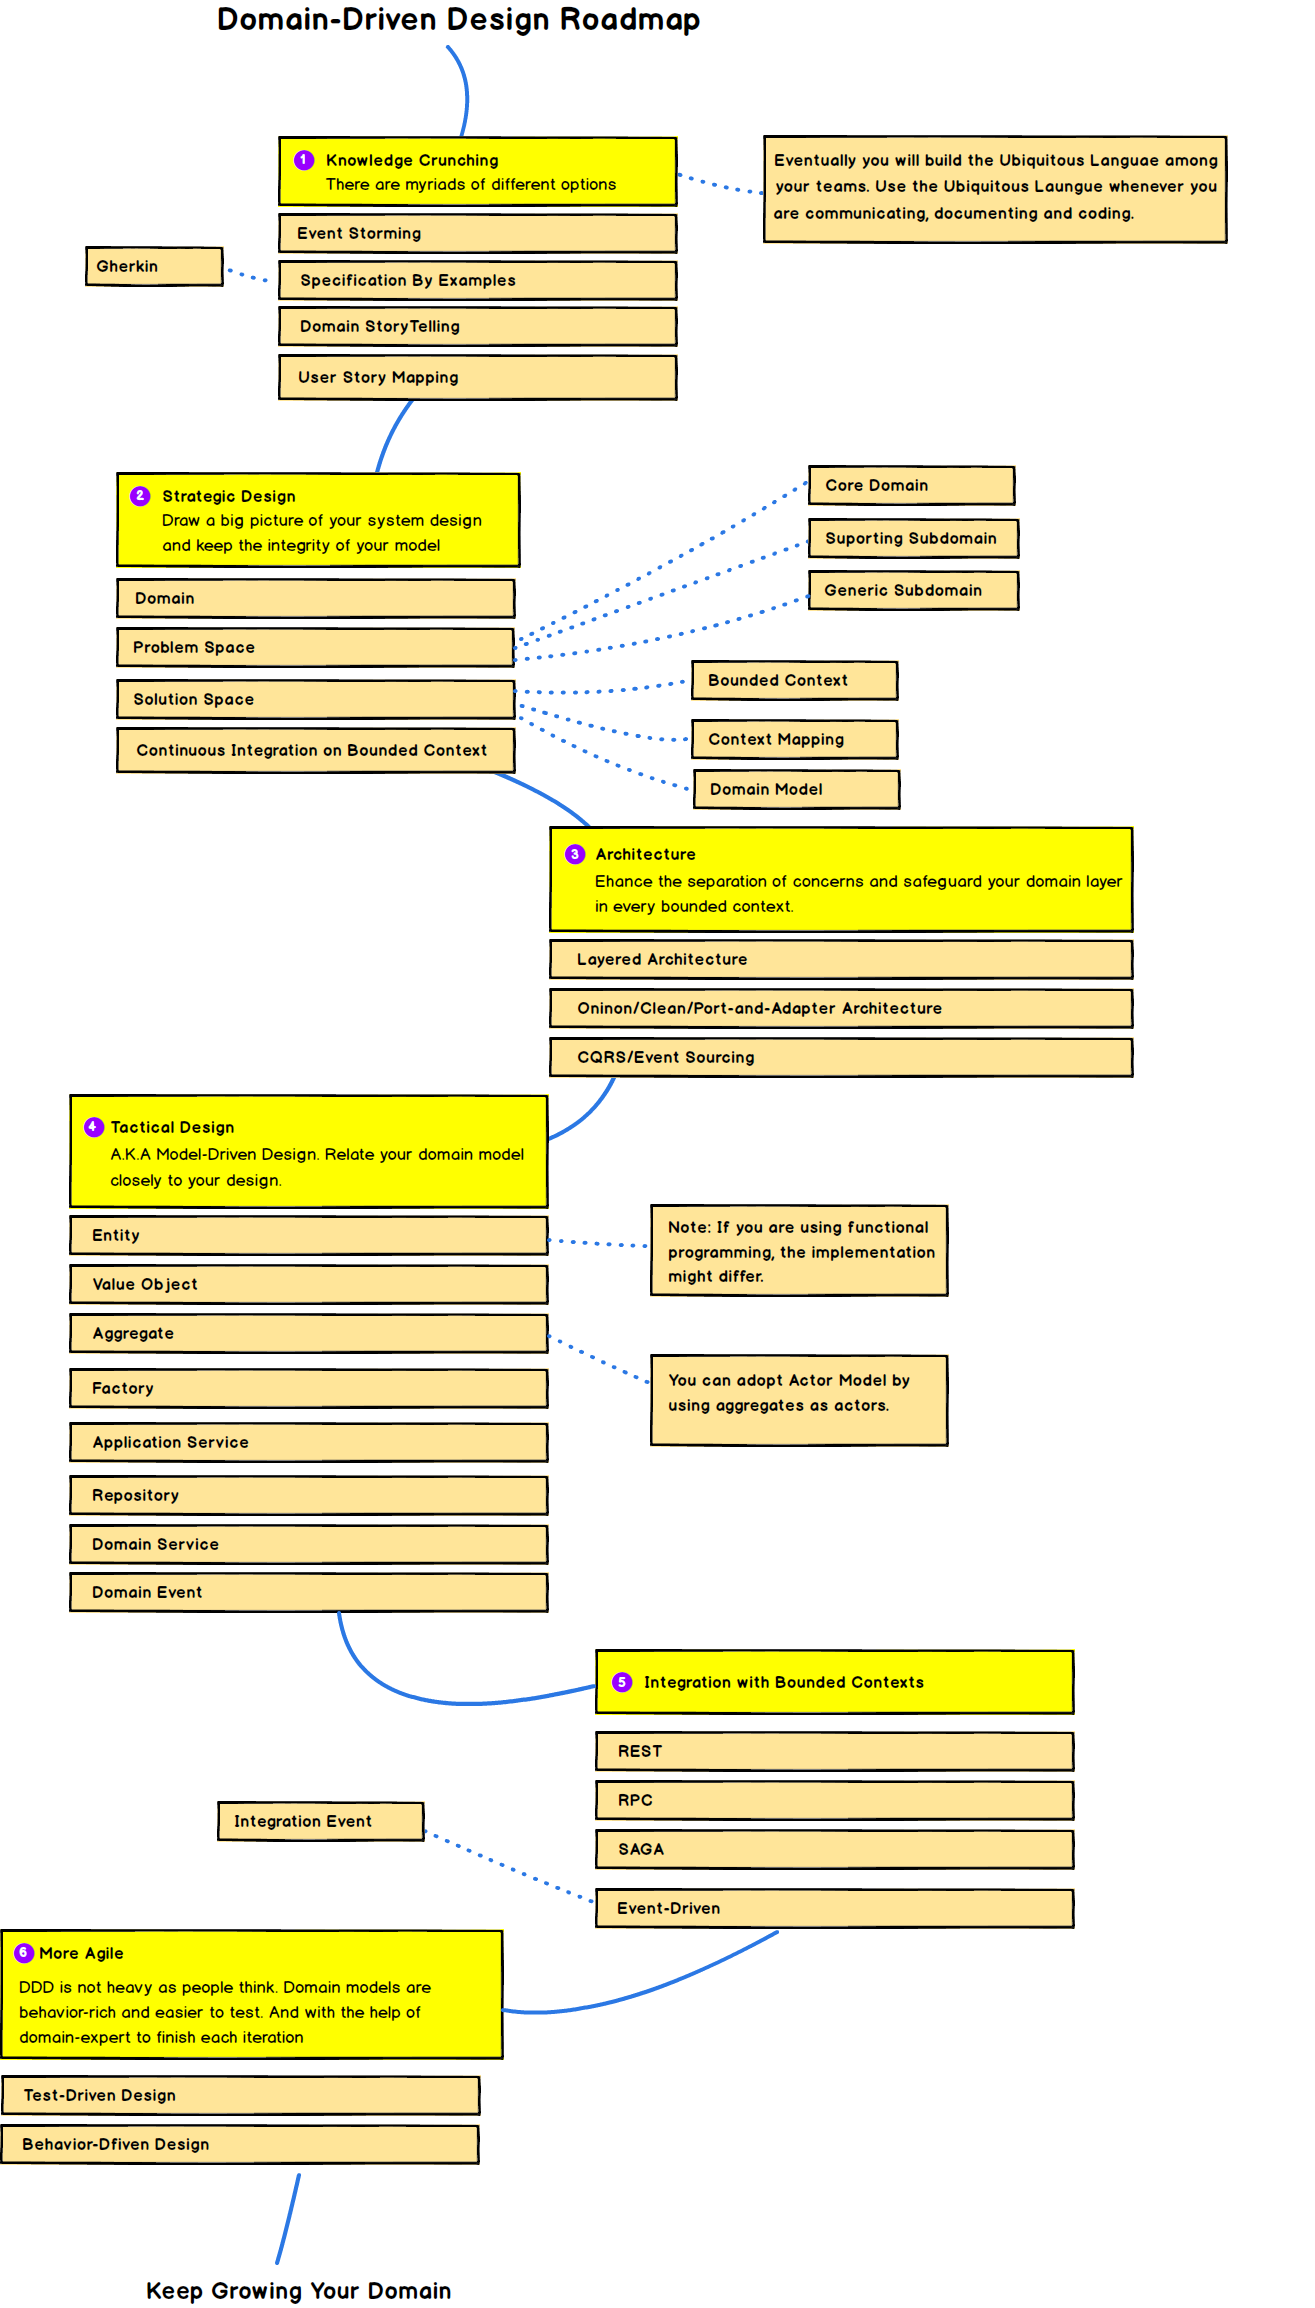 Domain-Driven Design Roadmap
1 Knowledge Crunching
There are myriads of different options
Eventually you will build the Ubiquitous Languae among
your teams. Use the Ubiquitous Laungue whenever you
are communicating, documenting and coding.
Event Storming
Gherkin
Specification By Examples
Domain StoryTelling
User Story Mapping
2 Strategic Design
Draw a big picture of your system design
and keep the integrity of your model
Core Domain
Suporting Subdomain
Generic Subdomain
Domain
Problem Space
Solution Space
Continuous Integration on Bounded Context
Bounded Context
Context Mapping
Domain Model
3 Architecture
Ehance the separation of concerns and safeguard your domain layer
in every bounded context.
Layered Architecture
Oninon/Clean/Port-and-Adapter Architecture
CQRS/Event Sourcing
4 Tactical Design
A.K.A Model-Driven Design. Relate your domain model
closely to your design.
Entity
Note: If you are using functional
programming, the implementation
might differ.
Value Object
Aggregate
You can adopt Actor Model by
using aggregates as actors.
Factory
Application Service
Repository
Domain Service
Domain Event
5 Integration with Bounded Contexts
REST
RPC
SAGA
Integration Event
Event-Driven
6 More Agile
DDD is not heavy as people think. Domain models are
behavior-rich and easier to test. And with the help of
domain-expert to finish each iteration
Test-Driven Design
Behavior-Dfiven Design
Keep Growing Your Domain